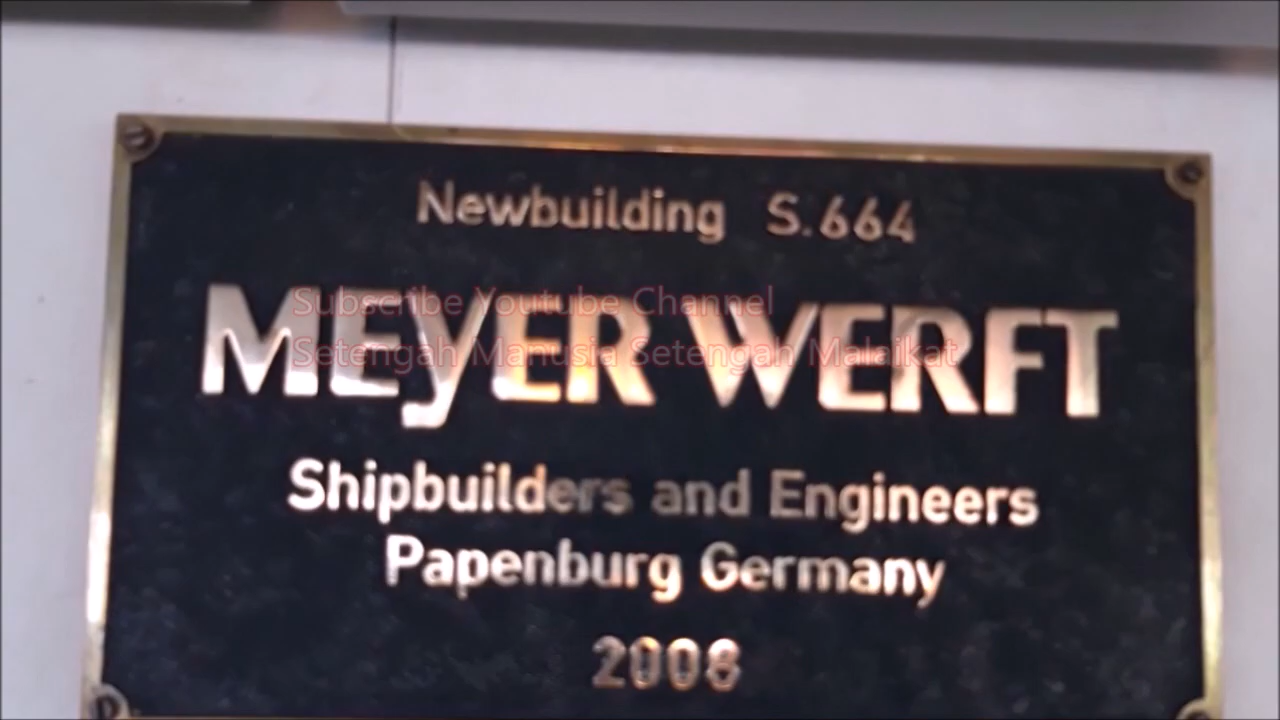 Newbuilding S.664
Subscribe Youtube Channel
MEYER WERFT
Setengah Manusia Setengah Malaikat
Shipbuilders and Engineers
Papenburg Germany
2008